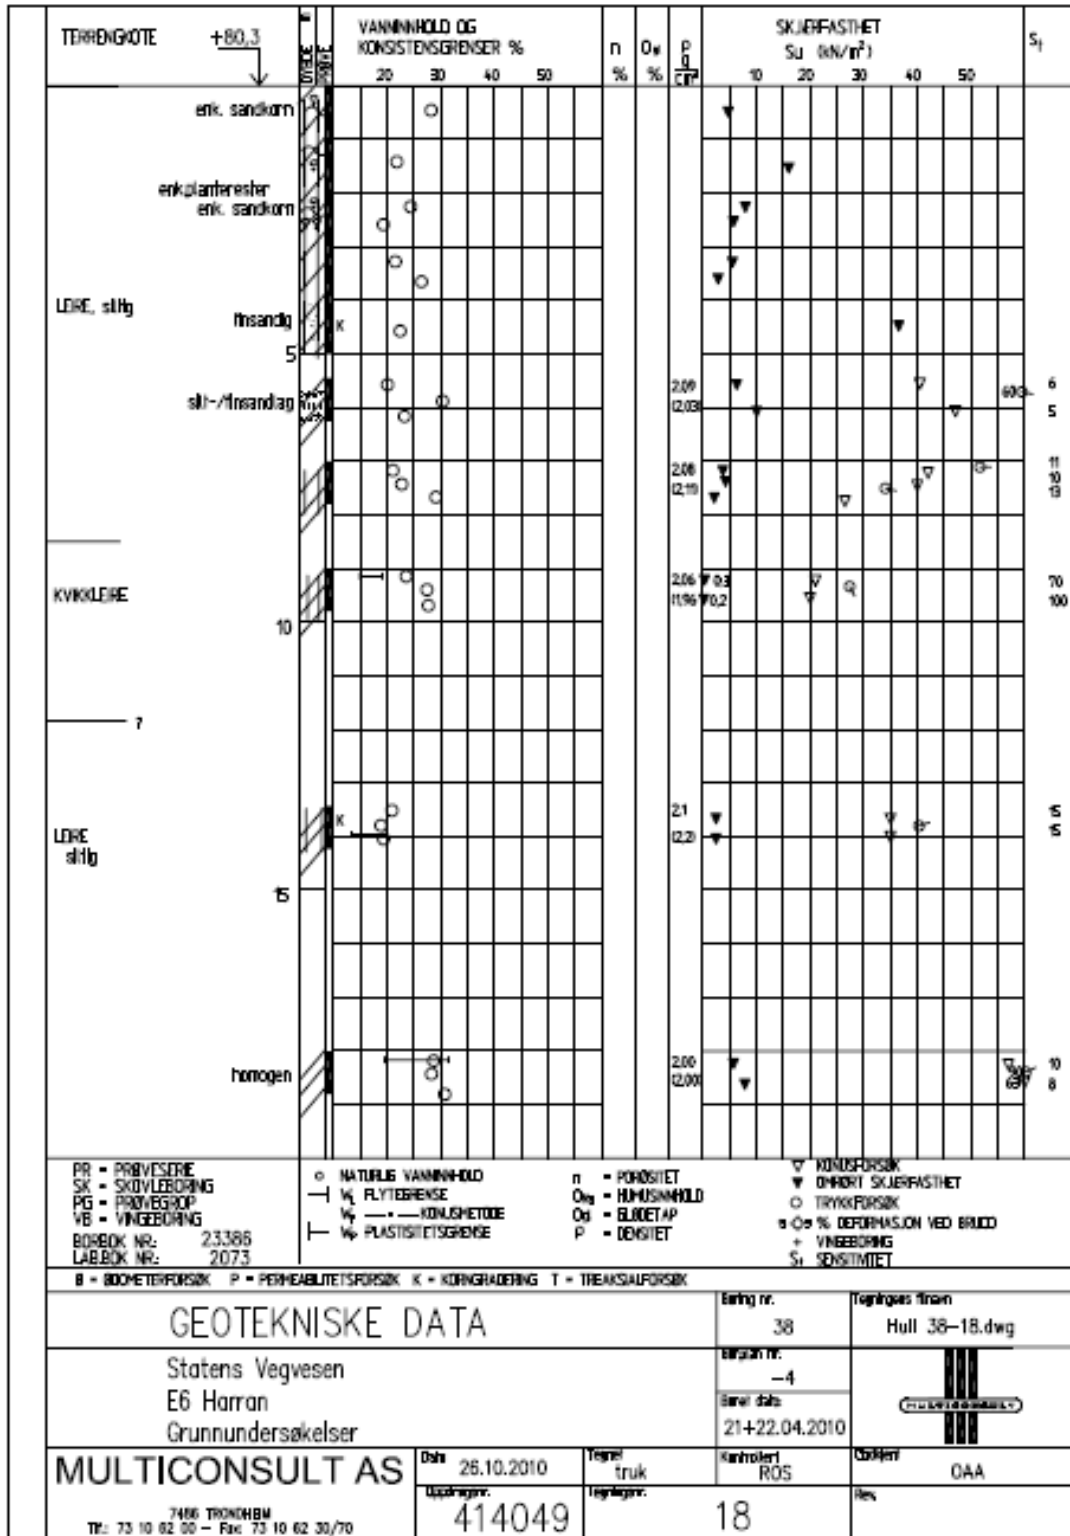 TERRENGKOTE +80,3
VANNINNHOLD OG
KONSISTENSGRENSER %
20 30 40 50
n
%
%
ρ
SKJÆRFASTHET
Su (kN/m²)
10 20 30 40 50
St
enk. sandkorn
enk.planterester
enk. sandkorn
LEIRE, siltig
finsandig K
5
silt-/finsandlag
2.09 6
(2.03) 5
2.08 11
10
(2.11) 13
KVIKKLEIRE
2.06 0.3 70
(1.96 0.2 100
10
?
LEIRE
siltig
K
2.1 15
(2.2) 15
15
homogen
2.00 10
(2.00) 8
PR = PRØVESERIE
SK = SKOVLEBORING
PG = PRØVEGROP
VB = VINGEBORING
BORBOK NR.: 23386
LAB.BOK NR.: 2073
NATURLIG VANNINNHOLD
WL FLYTEGRENSE
KONUSMETODE
Wp PLASTISITETSGRENSE
n = PORØSITET
= HUMUSINNHOLD
= GLØDETAP
ρ = DENSITET
KONUSFORSØK
OMRØRT SKJÆRFASTHET
TRYKKFORSØK
% DEFORMASJON VED BRUDD
+ VINGEBORING
St SENSITIVITET
Ø = ØDOMETERFORSØK P = PERMEABILITETSFORSØK K = KORNGRADERING T = TREAKSIALFORSØK
GEOTEKNISKE DATA
Boring nr.
38
Tegningens filnavn
Hull 38-18.dwg
Statens Vegvesen
E6 Harran
Grunnundersøkelser
Borplan nr.
-4
Boret dato
21+22.04.2010
MULTICONSULT
MULTICONSULT AS
7486 TRONDHEIM
Tlf.: 73 10 62 00 - Fax: 73 10 62 30/70
Dato
26.10.2010
Tegnet
truk
Kontrollert
ROS
Godkjent
OAA
Oppdragsnr.
414049
Tegningsnr.
18
Rev.